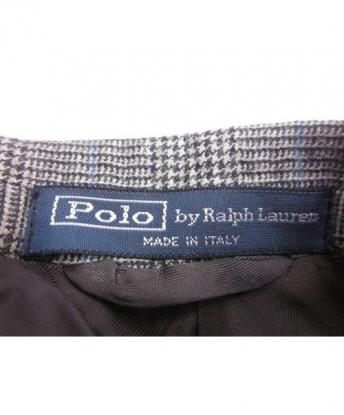 Polo by Ralph Lauren
MADE IN ITALY